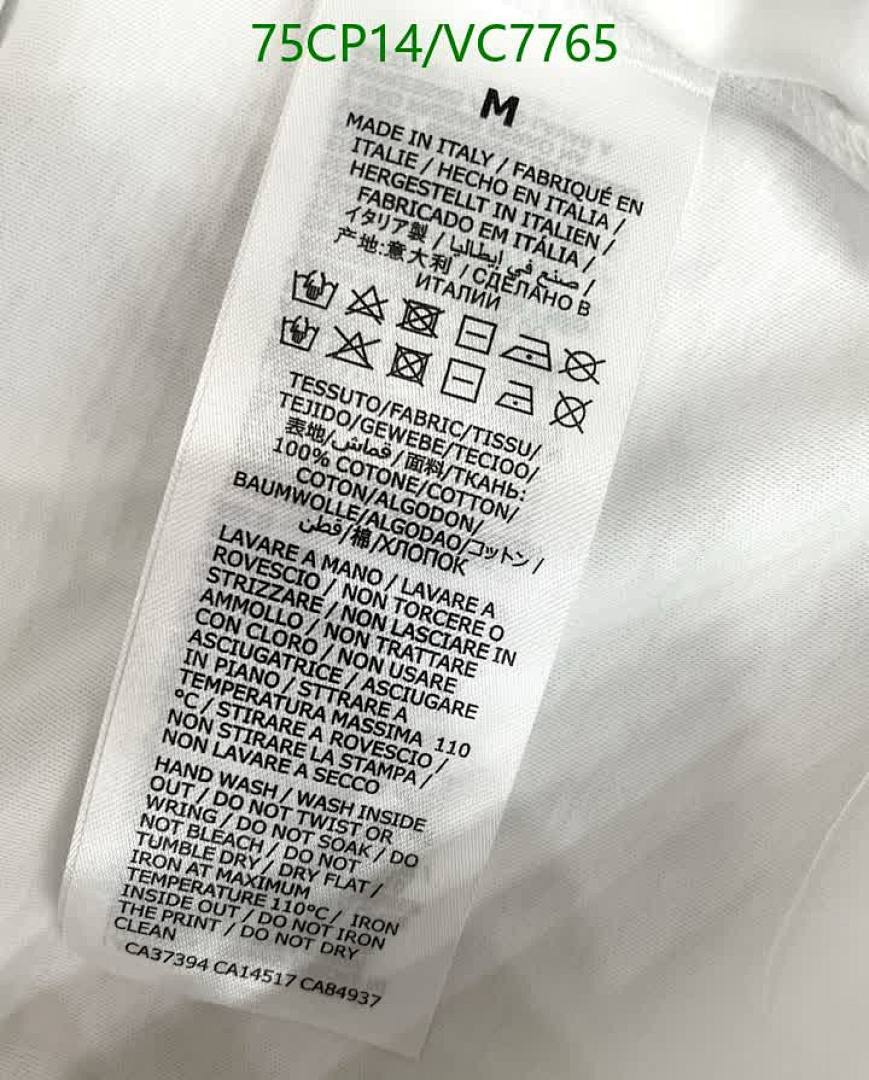 75CP14/VC7765
M
MADE IN ITALY / FABRIQUÉ EN
ITALIE / HECHO EN ITALIA /
HERGESTELLT IN ITALIEN /
FABRICADO EM ITÁLIA /
イタリア製 / صنع في إيطاليا /
产地:意大利 / СДЕЛАНО В
ИТАЛИИ
TESSUTO/FABRIC/TISSU/
TEJIDO/GEWEBE/TECIOO/
表地/قماش/面料/ТКАНЬ:
100% COTONE/COTTON/
COTON/ALGODON/
BAUMWOLLE/ALGODAO/コットン/
قطن/棉/ХЛОПОК
LAVARE A MANO / LAVARE A
ROVESCIO / NON TORCERE O
STRIZZARE / NON LASCIARE IN
AMMOLLO / NON TRATTARE
CON CLORO / NON USARE
ASCIUGATRICE / ASCIUGARE
IN PIANO / STTRARE A
TEMPERATURA MASSIMA 110
°C / STIRARE A ROVESCIO /
NON STIRARE LA STAMPA /
NON LAVARE A SECCO
HAND WASH / WASH INSIDE
OUT / DO NOT TWIST OR
WRING / DO NOT SOAK / DO
NOT BLEACH / DO NOT
TUMBLE DRY / DRY FLAT /
IRON AT MAXIMUM
TEMPERATURE 110°C / IRON
INSIDE OUT / DO NOT IRON
THE PRINT / DO NOT DRY
CLEAN
CA37394 CA14517 CA84937